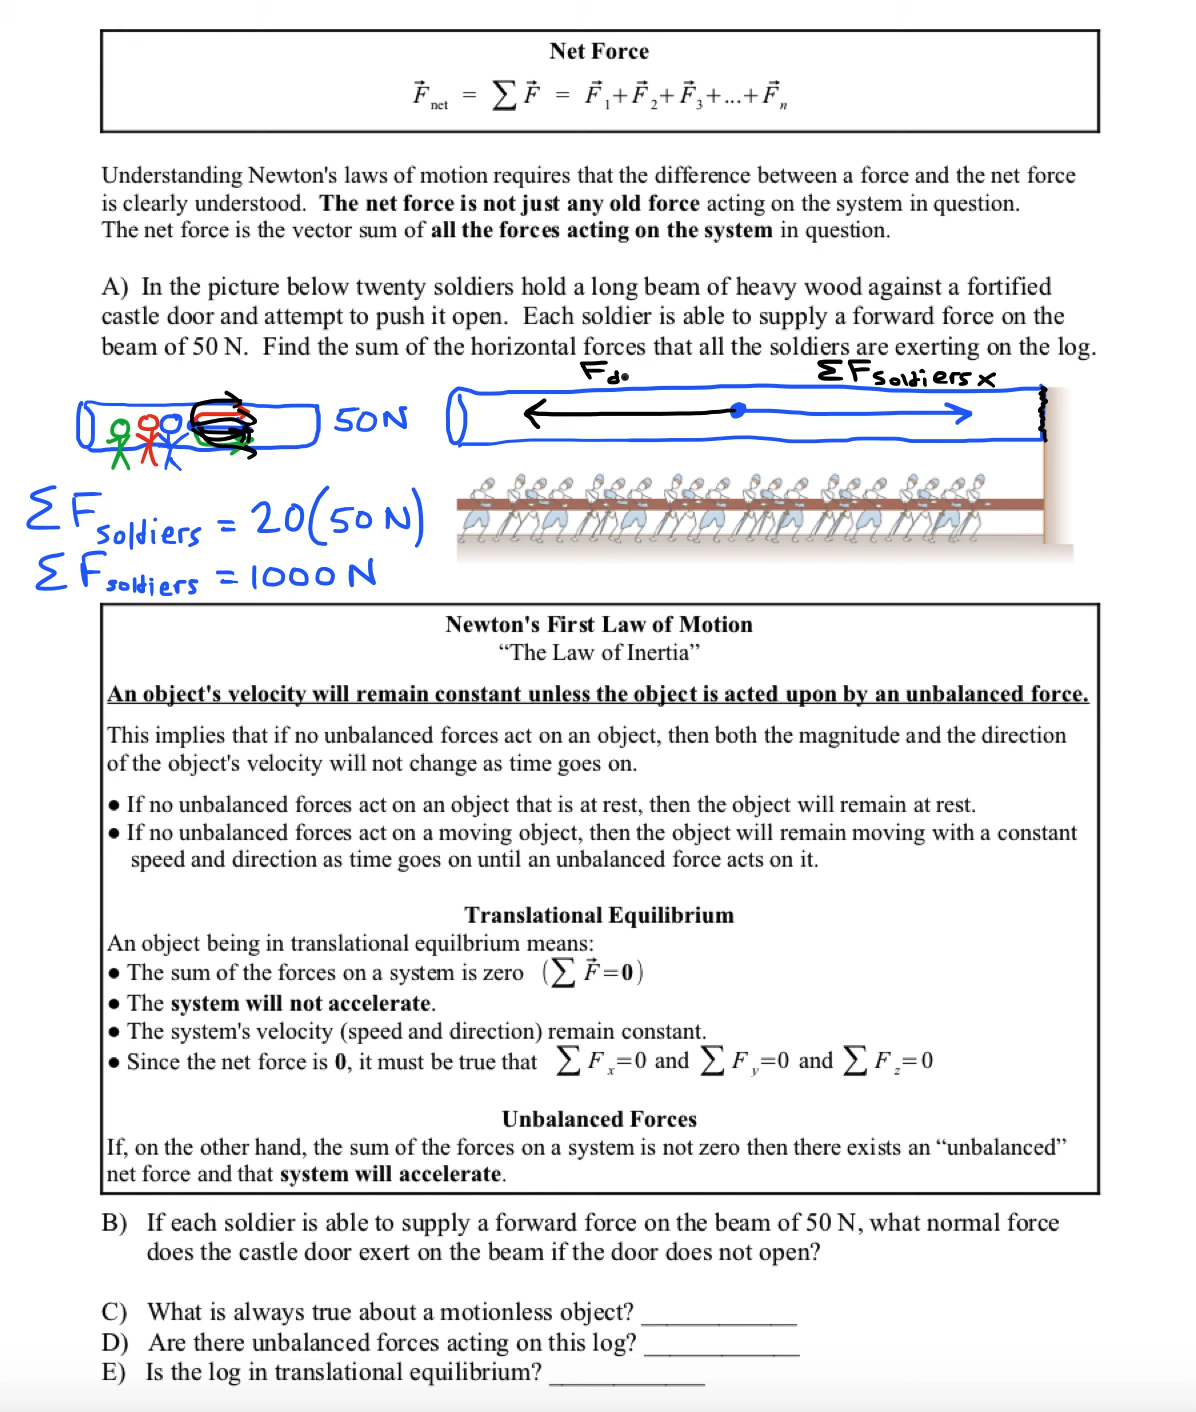 Net Force
F⃗ net = ∑ F⃗ = F⃗ 1 + F⃗ 2 + F⃗ 3 + ... + F⃗ n
Understanding Newton's laws of motion requires that the difference between a force and the net force
is clearly understood. The net force is not just any old force acting on the system in question.
The net force is the vector sum of all the forces acting on the system in question.
A) In the picture below twenty soldiers hold a long beam of heavy wood against a fortified
castle door and attempt to push it open. Each soldier is able to supply a forward force on the
beam of 50 N. Find the sum of the horizontal forces that all the soldiers are exerting on the log.
Fdo
ΣFsoldiers x
50N
ΣFsoldiers = 20(50N)
ΣFsoldiers = 1000N
Newton's First Law of Motion
“The Law of Inertia”
An object's velocity will remain constant unless the object is acted upon by an unbalanced force.
This implies that if no unbalanced forces act on an object, then both the magnitude and the direction
of the object's velocity will not change as time goes on.
● If no unbalanced forces act on an object that is at rest, then the object will remain at rest.
● If no unbalanced forces act on a moving object, then the object will remain moving with a constant
speed and direction as time goes on until an unbalanced force acts on it.
Translational Equilibrium
An object being in translational equilbrium means:
● The sum of the forces on a system is zero (∑ F⃗=0)
● The system will not accelerate.
● The system's velocity (speed and direction) remain constant.
● Since the net force is 0, it must be true that ∑ Fx=0 and ∑ Fy=0 and ∑ Fz=0
Unbalanced Forces
If, on the other hand, the sum of the forces on a system is not zero then there exists an “unbalanced”
net force and that system will accelerate.
B) If each soldier is able to supply a forward force on the beam of 50 N, what normal force
does the castle door exert on the beam if the door does not open?
C) What is always true about a motionless object? ____________
D) Are there unbalanced forces acting on this log? ____________
E) Is the log in translational equilibrium? ____________